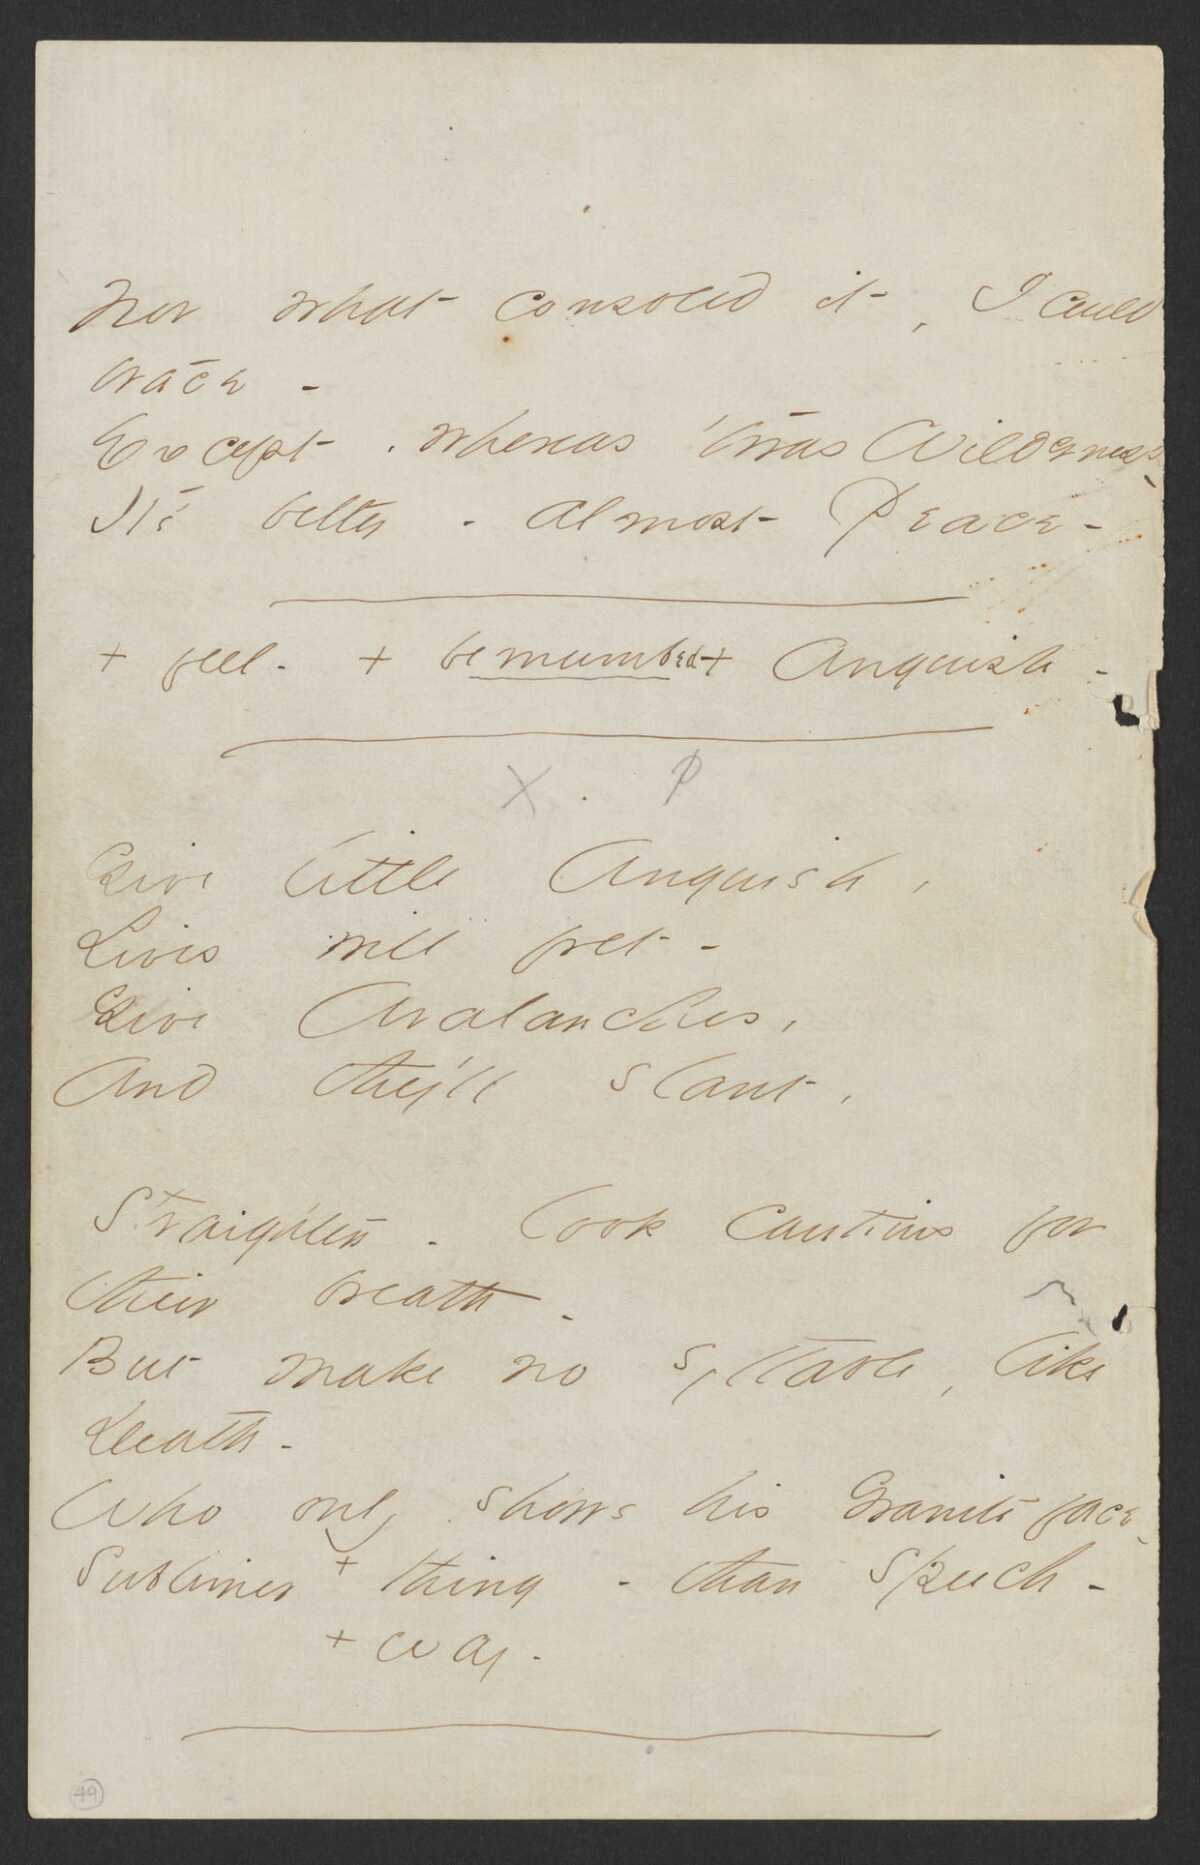 Nor what consoled it, I could
trace -
Except, whereas 'twas Wilderness,
It's better - almost Peace -
+ feel - + benumbed + Anguish -
X . P
Give little Anguish,
Lives will fret -
Give Avalanches,
And they'll slant,
Straighten - look cautious for
their breath -
But make no syllable, like
Death -
Who only shows his Granite face,
Sublimer + thing - than Speech -
+ way -
49